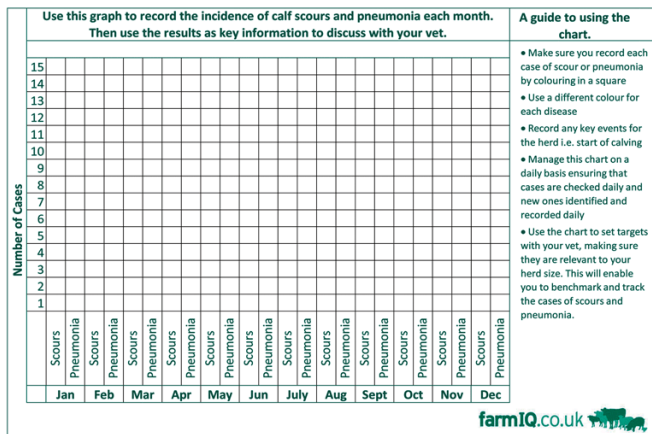 Use this graph to record the incidence of calf scours and pneumonia each month.
Then use the results as key information to discuss with your vet.
A guide to using the
chart.
• Make sure you record each
case of scour or pneumonia
by colouring in a square
• Use a different colour for
each disease
• Record any key events for
the herd i.e. start of calving
• Manage this chart on a
daily basis ensuring that
cases are checked daily and
new ones identified and
recorded daily
• Use the chart to set targets
with your vet, making sure
they are relevant to your
herd size. This will enable
you to benchmark and track
the cases of scours and
pneumonia.
Number of Cases
15
14
13
12
11
10
9
8
7
6
5
4
3
2
1
Scours Pneumonia Scours Pneumonia Scours Pneumonia Scours Pneumonia Scours Pneumonia Scours Pneumonia Scours Pneumonia Scours Pneumonia Scours Pneumonia Scours Pneumonia Scours Pneumonia Scours Pneumonia
Jan Feb Mar Apr May Jun July Aug Sept Oct Nov Dec
farmIQ.co.uk